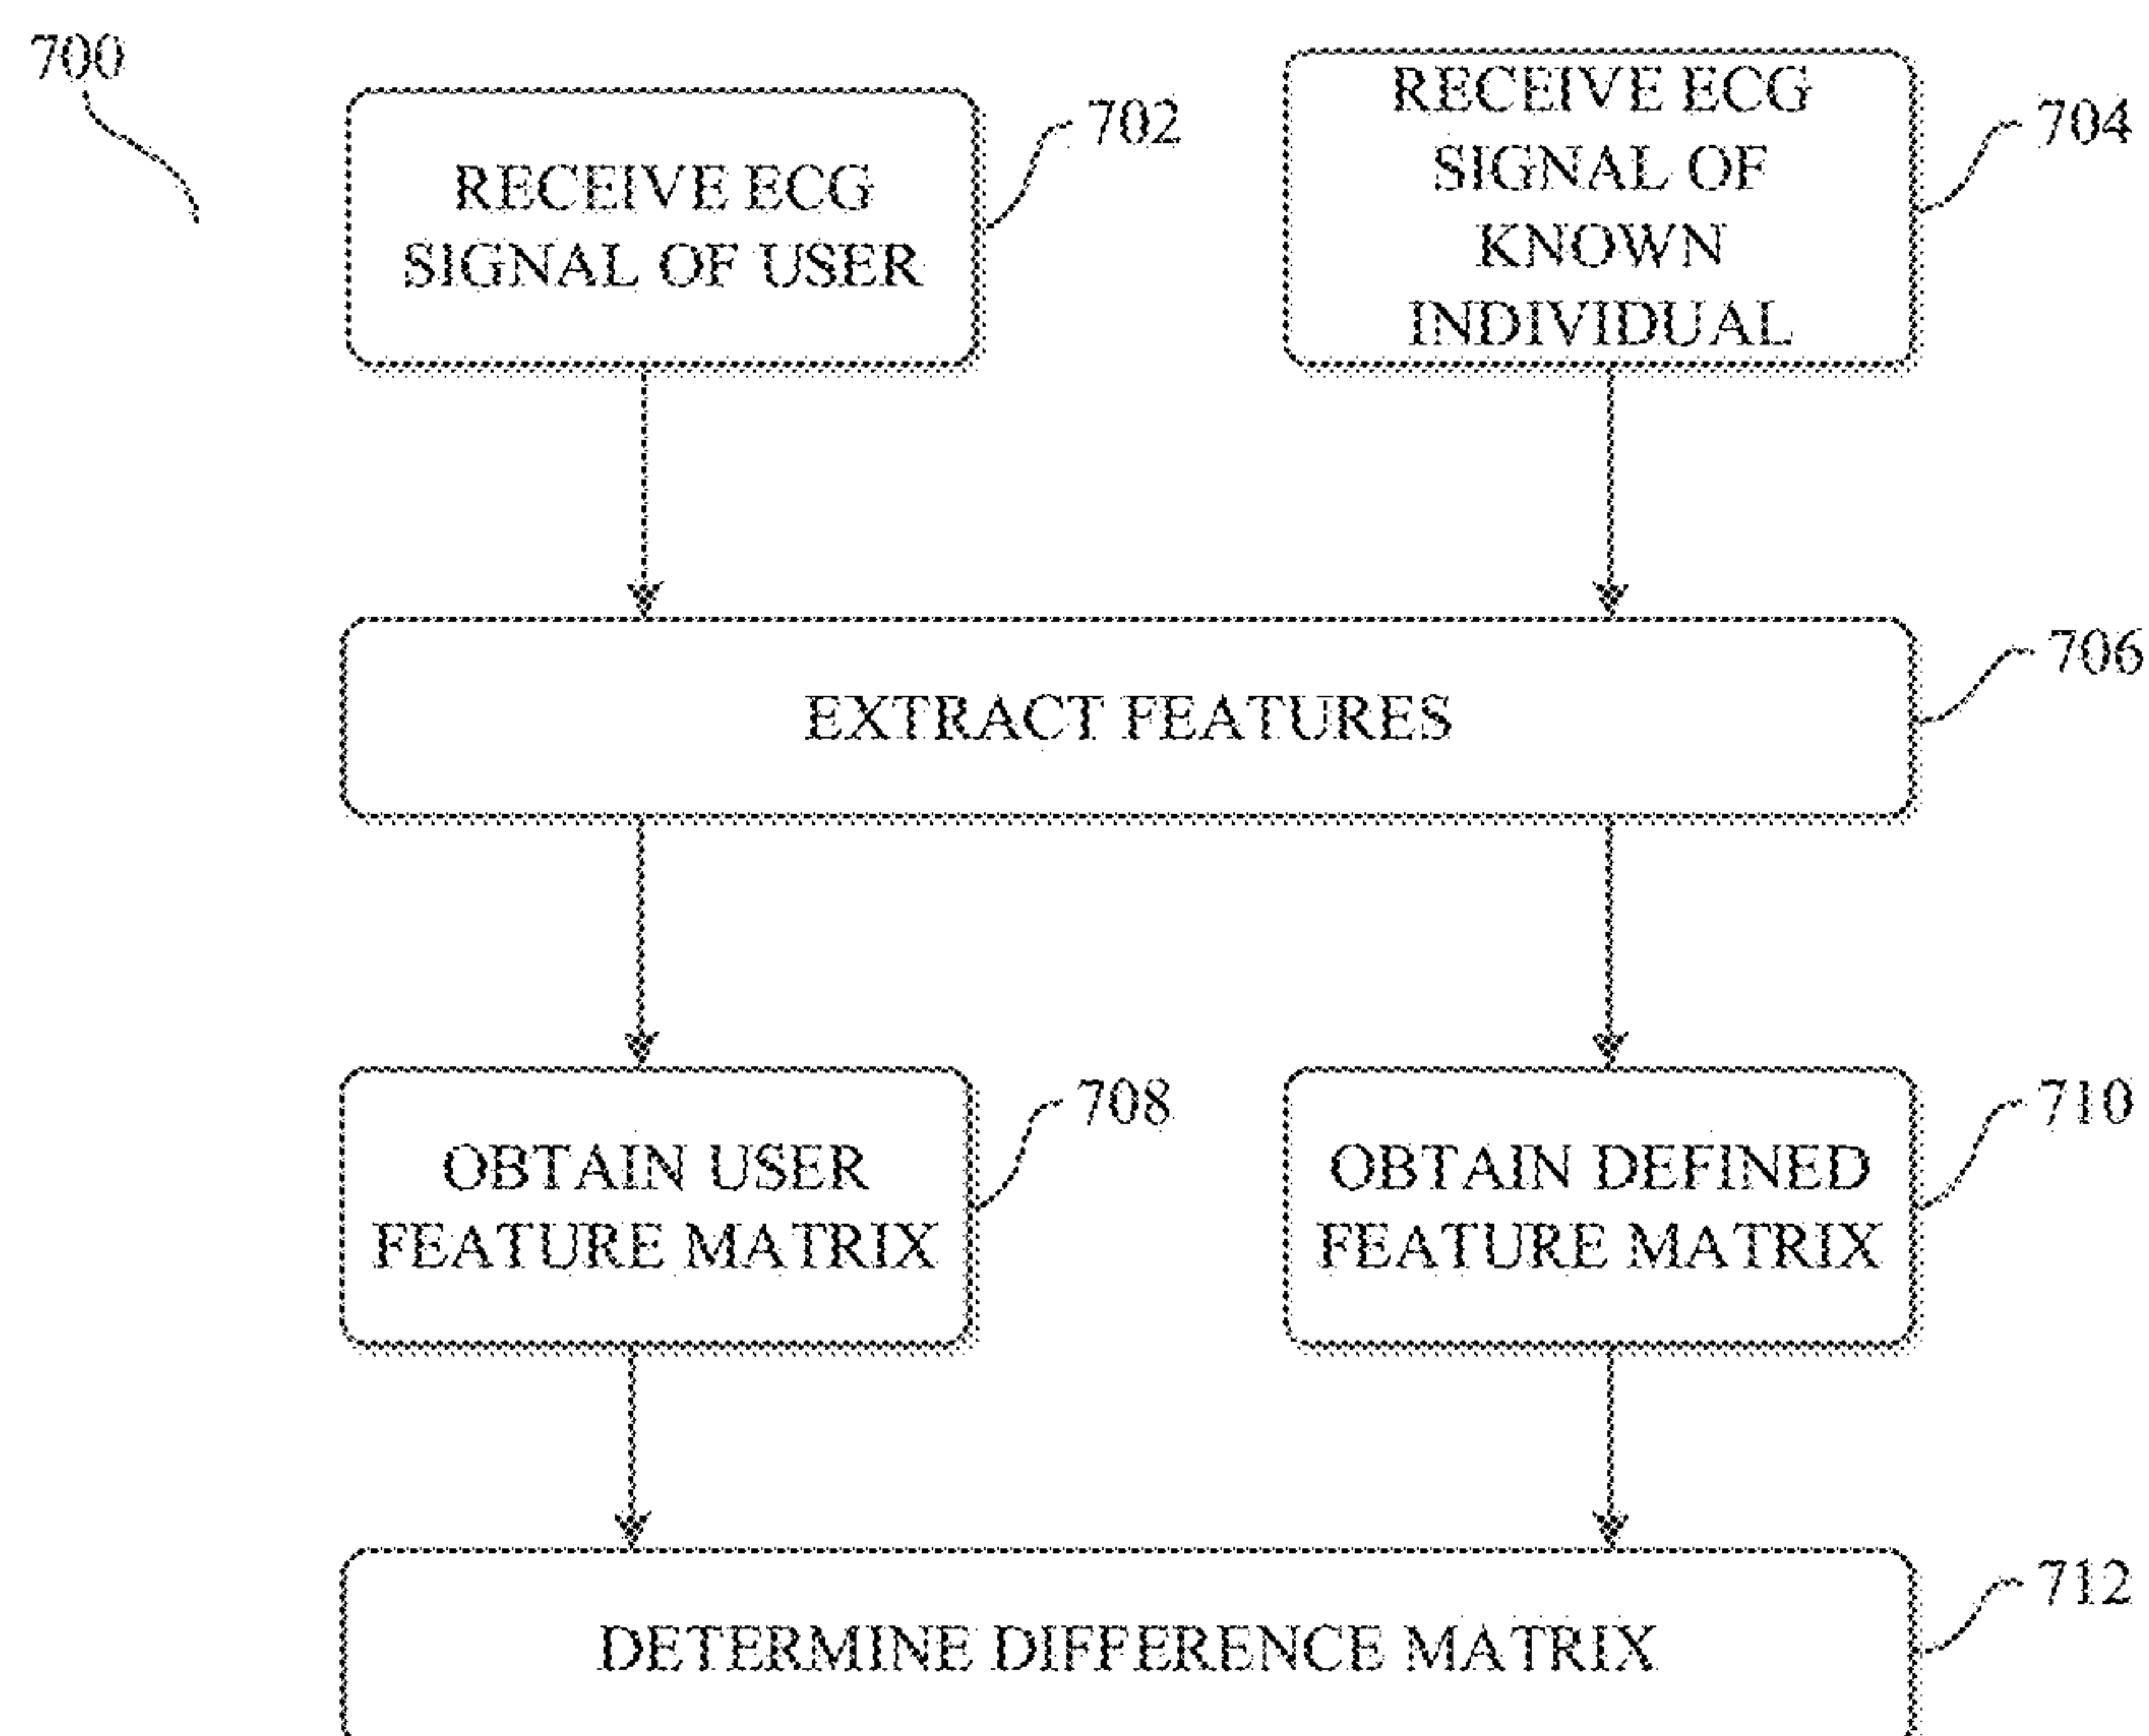 700
RECEIVE ECG
SIGNAL OF USER
702
RECEIVE ECG
SIGNAL OF
KNOWN
INDIVIDUAL
704
EXTRACT FEATURES
706
OBTAIN USER
FEATURE MATRIX
708
OBTAIN DEFINED
FEATURE MATRIX
710
DETERMINE DIFFERENCE MATRIX
712